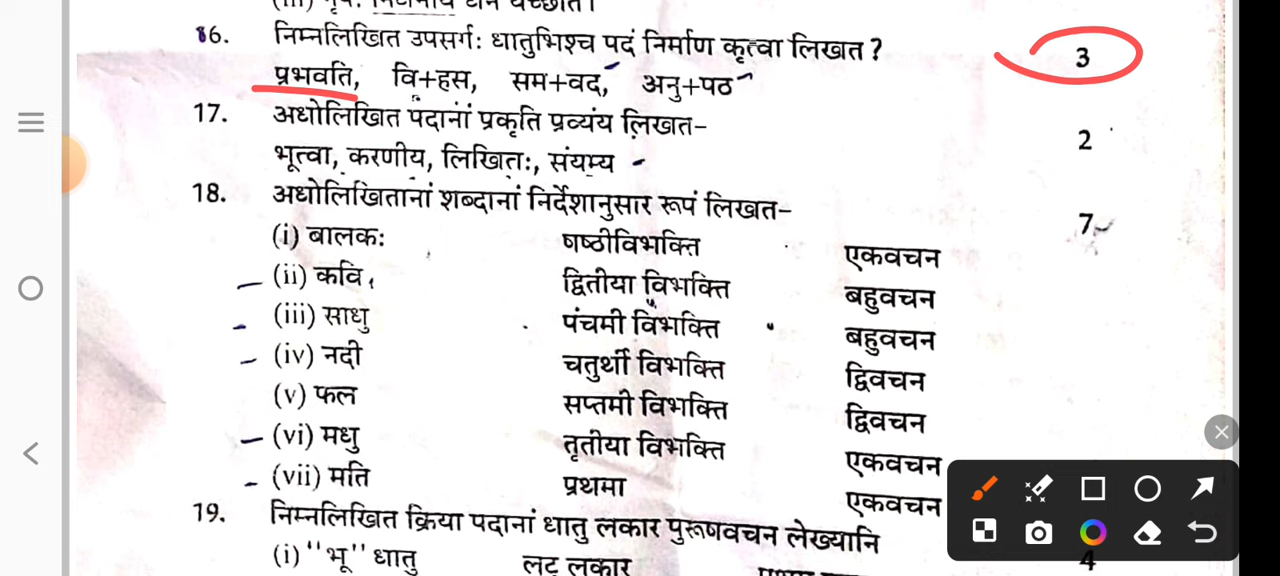 16. निम्नलिखित उपसर्गः धातुभिश्च पदं निर्माण कृत्वा लिखत ? 3
प्रभवति, वि+हस, सम+वद, अनु+पठ
17. अधोलिखित पदानां प्रकृति प्रव्यंय लिखत- 2
भूत्वा, करणीय, लिखितः, संयम्य
18. अधोलिखितानां शब्दानां निर्देशानुसार रूपं लिखत- 7
(i) बालकः षष्ठीविभक्ति एकवचन
(ii) कवि द्वितीया विभक्ति बहुवचन
(iii) साधु पंचमी विभक्ति बहुवचन
(iv) नदी चतुर्थी विभक्ति द्विवचन
(v) फल सप्तमी विभक्ति द्विवचन
(vi) मधु तृतीया विभक्ति एकवचन
(vii) मति प्रथमा एकवचन
19. निम्नलिखित क्रिया पदानां धातु लकार पुरूणवचन लेख्यानि 4
(i) "भू" धातु लट् लकार